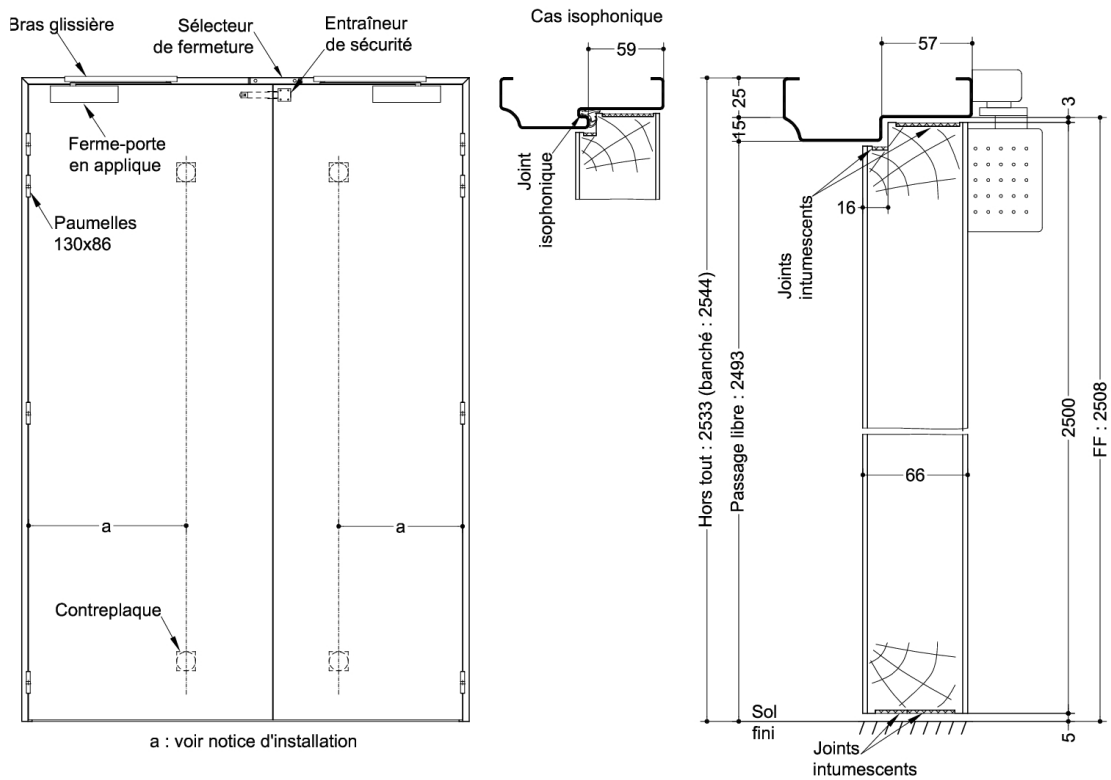 Bras glissière
Sélecteur
de fermeture
Entraîneur
de sécurité
Ferme-porte
en applique
Paumelles
130x86
a
a
Contreplaque
a : voir notice d'installation
Cas isophonique
59
Joint
isophonique
57
25
15
3
16
Joints
intumescents
Hors tout : 2533 (banché : 2544)
Passage libre : 2493
66
2500
FF : 2508
Sol
fini
5
Joints
intumescents